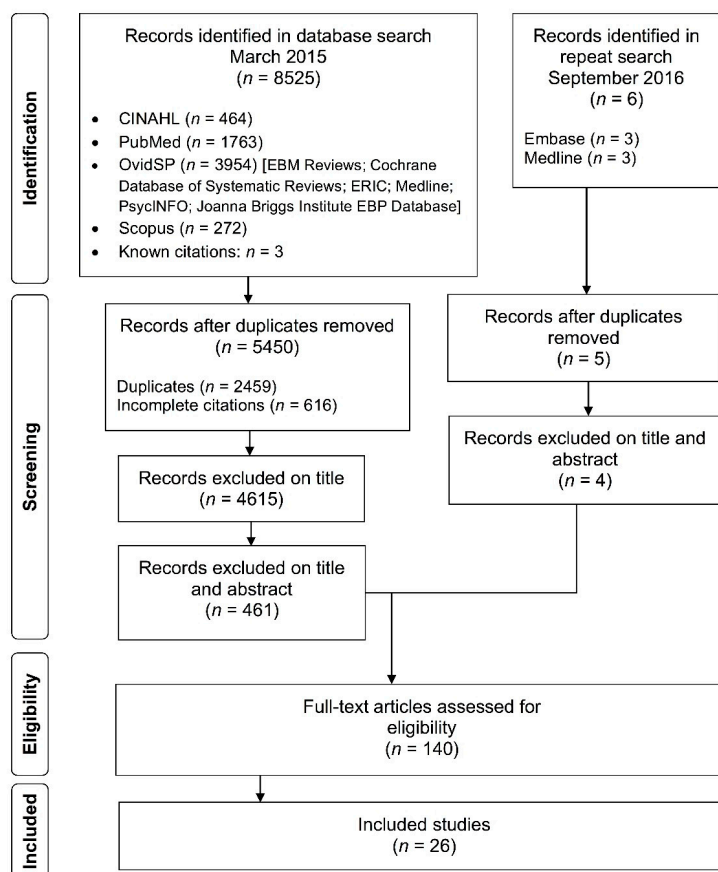 Identification
Records identified in database search
March 2015
(n = 8525)
• CINAHL (n = 464)
• PubMed (n = 1763)
• OvidSP (n = 3954) [EBM Reviews; Cochrane
Database of Systematic Reviews; ERIC; Medline;
PsycINFO; Joanna Briggs Institute EBP Database]
• Scopus (n = 272)
• Known citations: n = 3
Records identified in
repeat search
September 2016
(n = 6)
Embase (n = 3)
Medline (n = 3)
Screening
Records after duplicates removed
(n = 5450)
Duplicates (n = 2459)
Incomplete citations (n = 616)
Records after duplicates
removed
(n = 5)
Records excluded on title
(n = 4615)
Records excluded on title and
abstract
(n = 4)
Records excluded on title
and abstract
(n = 461)
Eligibility
Full-text articles assessed for
eligibility
(n = 140)
Included
Included studies
(n = 26)